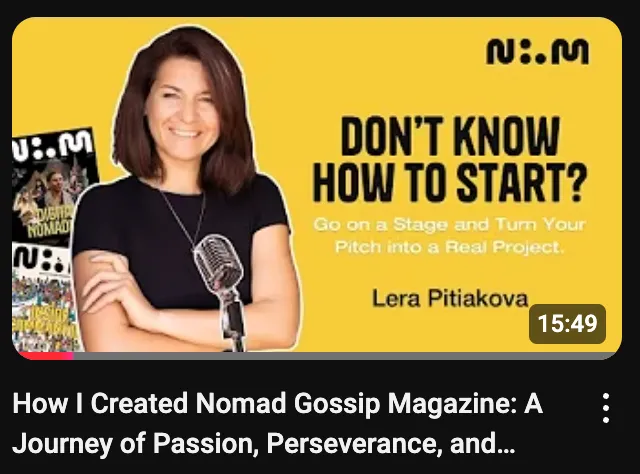 N:.M
DON'T KNOW
HOW TO START?
Go on a Stage and Turn Your
Pitch into a Real Project.
Lera Pitiakova
15:49
N:.M
DIGITAL
NOMAD
N:.
How I Created Nomad Gossip Magazine: A
Journey of Passion, Perseverance, and...